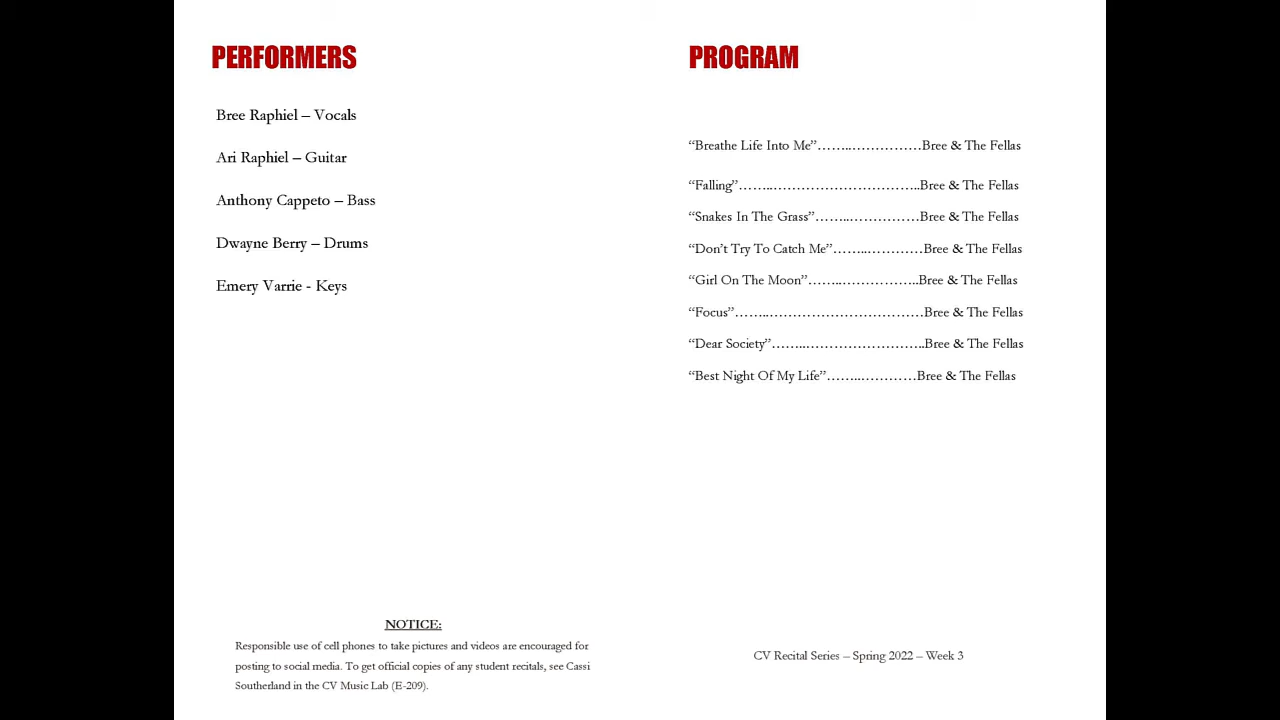 PERFORMERS
Bree Raphiel – Vocals
Ari Raphiel – Guitar
Anthony Cappeto – Bass
Dwayne Berry – Drums
Emery Varrie - Keys
NOTICE:
Responsible use of cell phones to take pictures and videos are encouraged for
posting to social media. To get official copies of any student recitals, see Cassi
Southerland in the CV Music Lab (E-209).
PROGRAM
“Breathe Life Into Me”……..……………Bree & The Fellas
“Falling”……..………………………….Bree & The Fellas
“Snakes In The Grass”……..……………Bree & The Fellas
“Don’t Try To Catch Me”……..…………Bree & The Fellas
“Girl On The Moon”……..……………..Bree & The Fellas
“Focus”……..……………………………Bree & The Fellas
“Dear Society”……..……………………..Bree & The Fellas
“Best Night Of My Life”……..…………Bree & The Fellas
CV Recital Series – Spring 2022 – Week 3